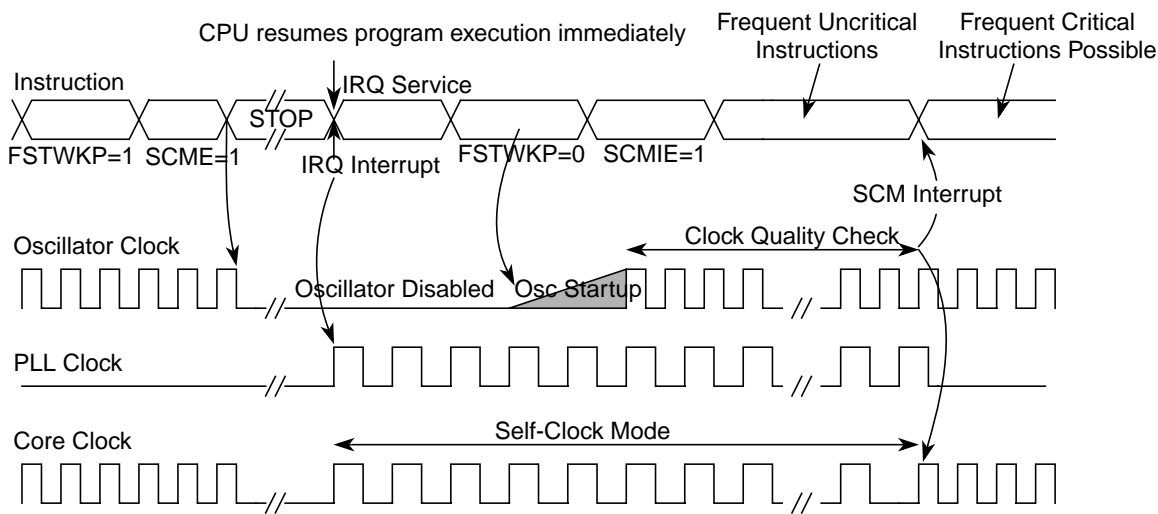 CPU resumes program execution immediately
Frequent Uncritical
Instructions
Frequent Critical
Instructions Possible
Instruction
IRQ Service
STOP
FSTWKP=1
SCME=1
IRQ Interrupt
FSTWKP=0
SCMIE=1
SCM Interrupt
Oscillator Clock
Clock Quality Check
Oscillator Disabled
Osc Startup
PLL Clock
Core Clock
Self-Clock Mode